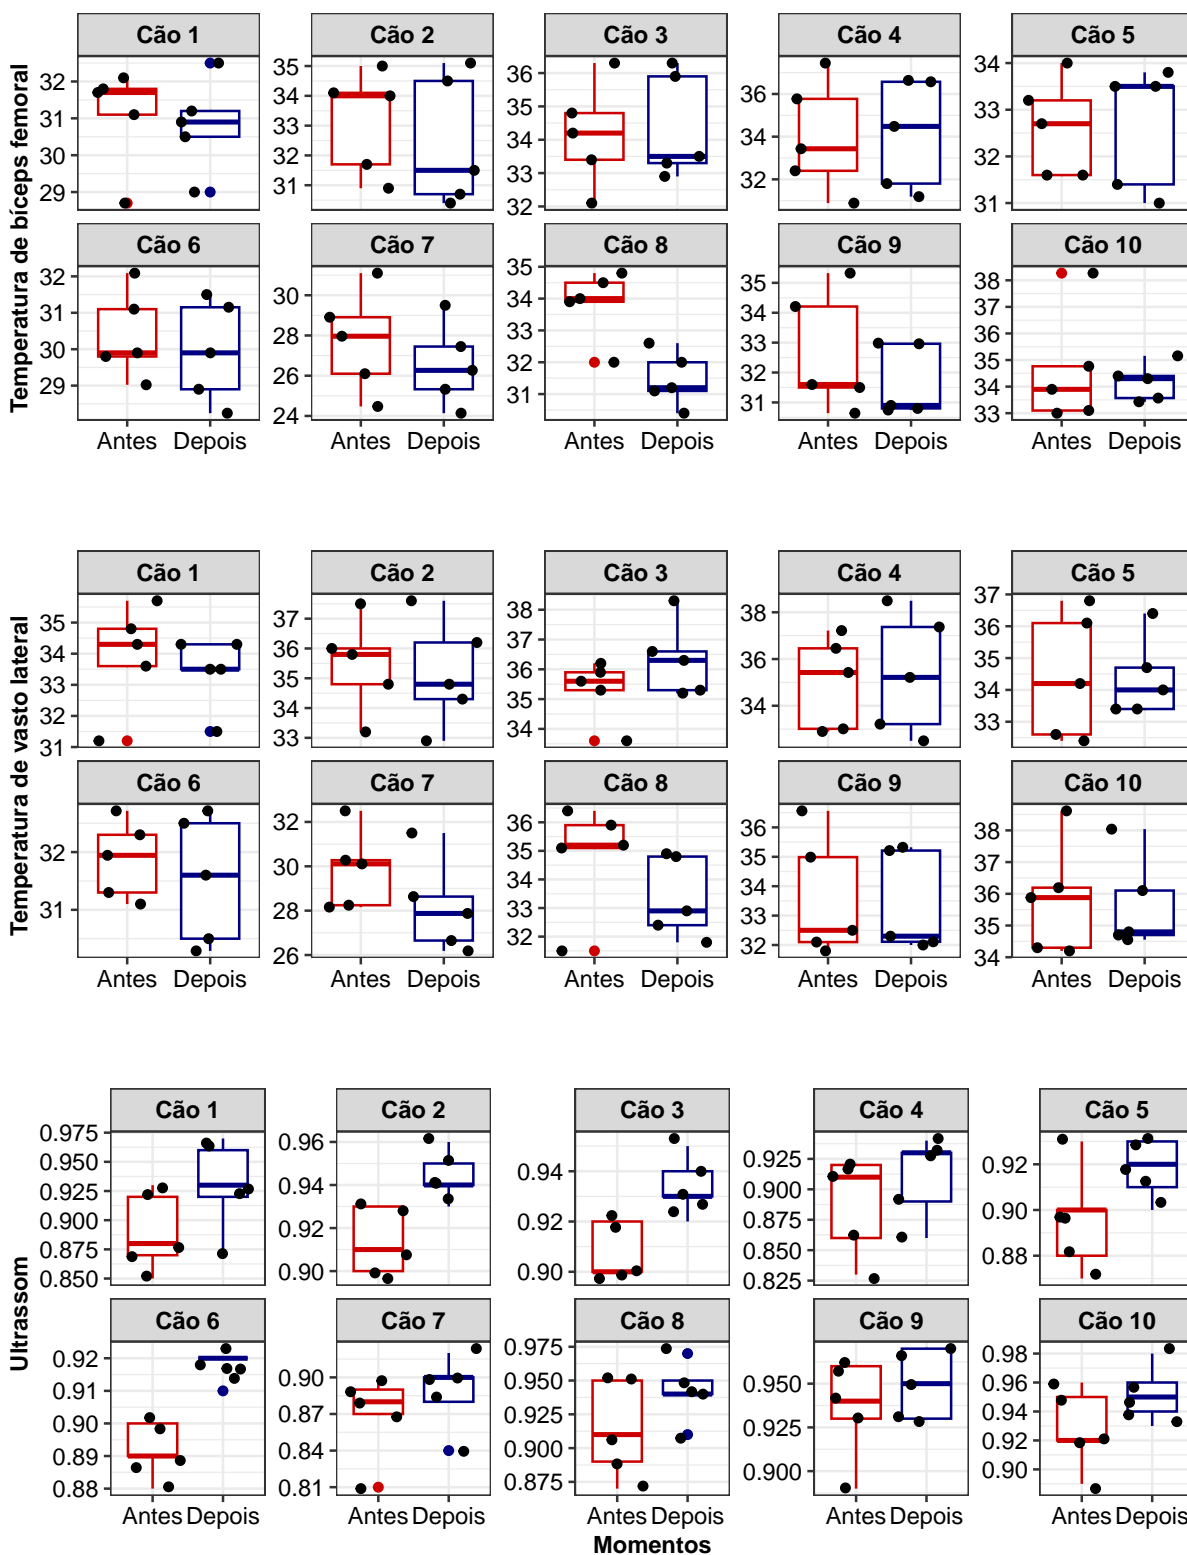 Temperatura de bíceps femoral
Cão 1 Cão 2 Cão 3 Cão 4 Cão 5
32 31 30 29
35 34 33 32 31
36 35 34 33 32
36 34 32
34 33 32 31
Cão 6 Cão 7 Cão 8 Cão 9 Cão 10
32 31 30 29
30 28 26 24
35 34 33 32 31
35 34 33 32 31 30
38 37 36 35 34 33
Antes Depois Antes Depois Antes Depois Antes Depois Antes Depois
Temperatura de vasto lateral
Cão 1 Cão 2 Cão 3 Cão 4 Cão 5
35 34 33 32 31
37 36 35 34 33
38 37 36 35 34
38 36 34
37 36 35 34 33 32
Cão 6 Cão 7 Cão 8 Cão 9 Cão 10
32 31
32 30 28 26
36 35 34 33 32
36 35 34 33 32
38 37 36 35 34
Antes Depois Antes Depois Antes Depois Antes Depois Antes Depois
Ultrassom
Cão 1 Cão 2 Cão 3 Cão 4 Cão 5
0.975 0.950 0.925 0.900 0.875 0.850
0.96 0.94 0.92 0.90
0.94 0.92 0.90
0.925 0.900 0.875 0.850 0.825
0.92 0.90 0.88
Cão 6 Cão 7 Cão 8 Cão 9 Cão 10
0.92 0.91 0.90 0.89 0.88
0.90 0.87 0.84 0.81
0.975 0.950 0.925 0.900 0.875
0.950 0.925 0.900
0.98 0.96 0.94 0.92 0.90
Antes Depois Antes Depois Antes Depois Antes Depois Antes Depois
Momentos